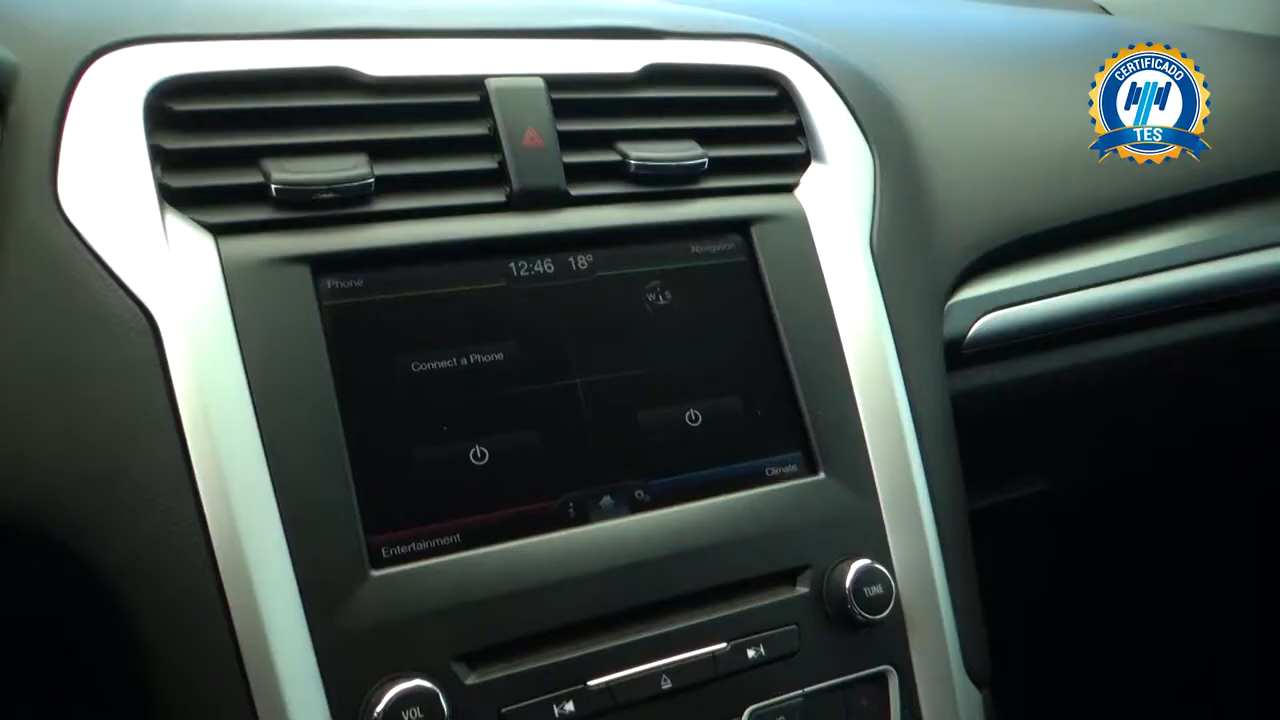 CERTIFICADO
TES
Phone
12:46 18°
Navigation
W S
Connect a Phone
Climate
Entertainment
TUNE
VOL